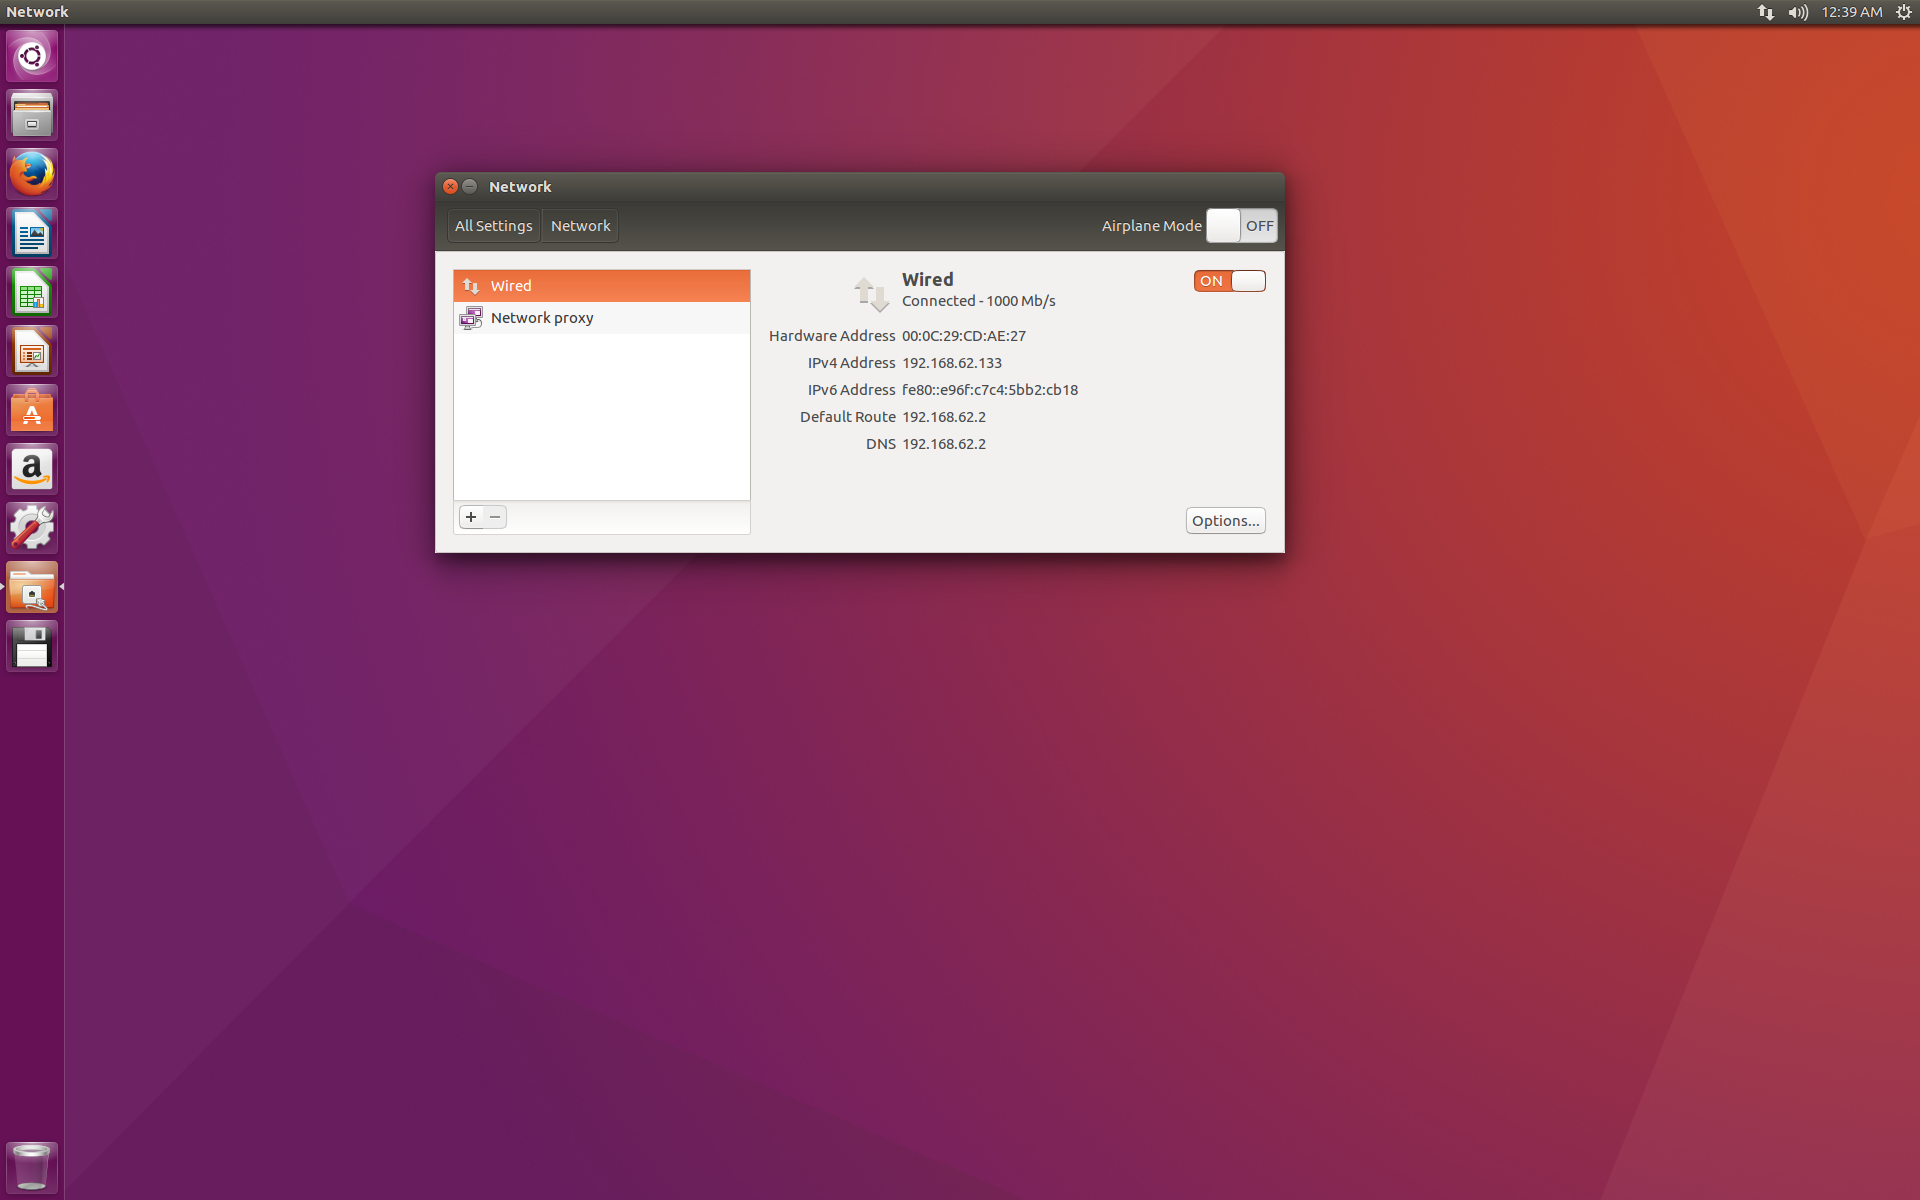 Network
12:39 AM
Network
All Settings
Network
Airplane Mode
OFF
Wired
Network proxy
Wired
ON
Connected - 1000 Mb/s
Hardware Address 00:0C:29:CD:AE:27
IPv4 Address 192.168.62.133
IPv6 Address fe80::e96f:c7c4:5bb2:cb18
Default Route 192.168.62.2
DNS 192.168.62.2
Options...